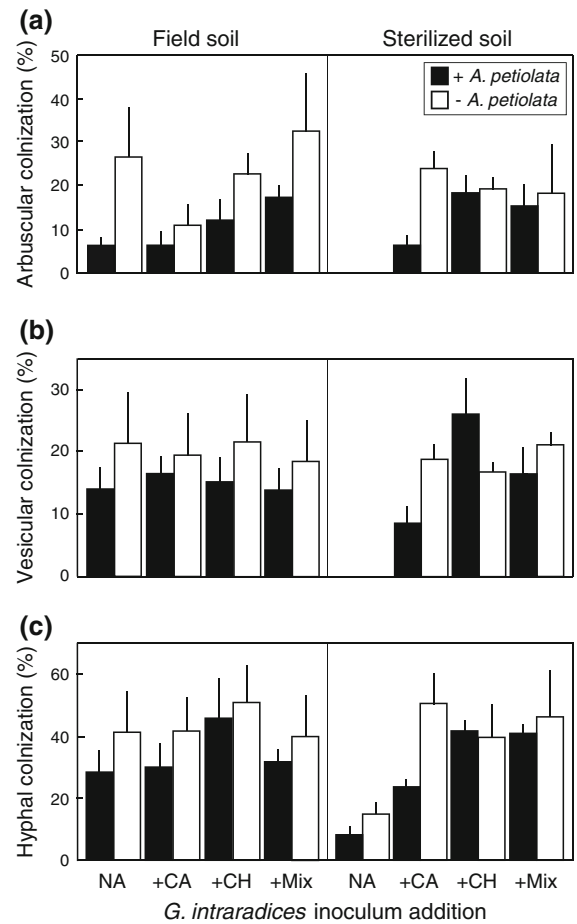 (a)
Field soil
Sterilized soil
+ A. petiolata
- A. petiolata
Arbuscular colnization (%)
50
40
30
20
10
0
(b)
Vesicular colnization (%)
30
20
10
0
(c)
Hyphal colnization (%)
60
40
20
0
NA +CA +CH +Mix NA +CA +CH +Mix
G. intraradices inoculum addition